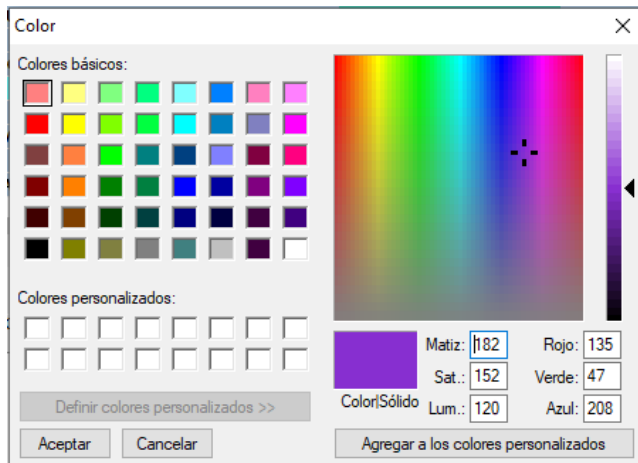 Color
Colores básicos:
Colores personalizados:
Definir colores personalizados >>
Aceptar
Cancelar
Color|Sólido
Matiz: 182
Sat.: 152
Lum.: 120
Rojo: 135
Verde: 47
Azul: 208
Agregar a los colores personalizados